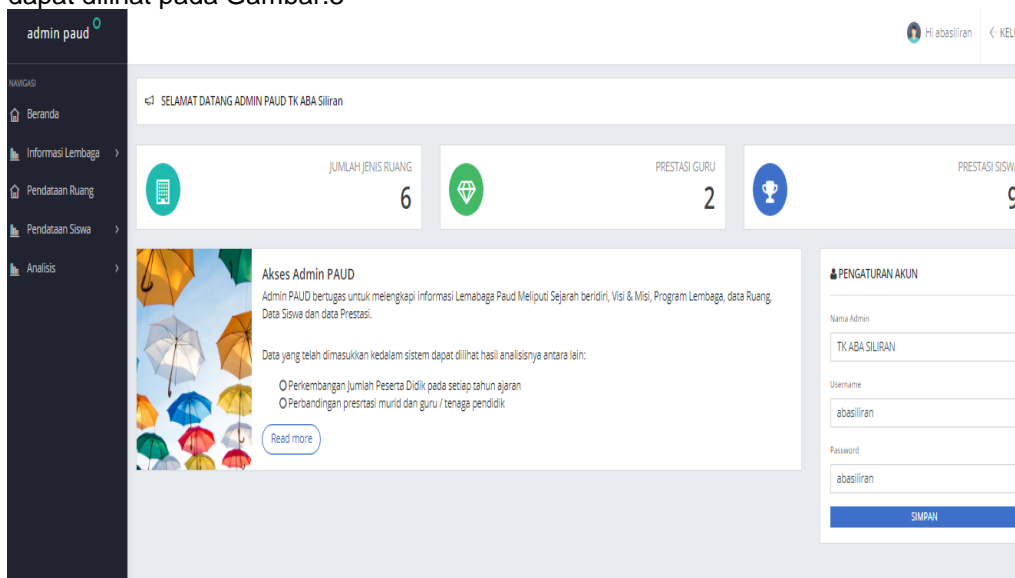 dapat dilihat pada Gambar.8
admin paud
Hi abasiliran
NAVIGASI
SELAMAT DATANG ADMIN PAUD TK ABA Siliran
Beranda
Informasi Lembaga
Pendataan Ruang
Pendataan Siswa
Analisis
JUMLAH JENIS RUANG
6
PRESTASI GURU
2
PRESTASI SISWA
9
Akses Admin PAUD
Admin PAUD bertugas untuk melengkapi informasi Lemabaga Paud Meliputi Sejarah beridiri, Visi & Misi, Program Lembaga, data Ruang,
Data Siswa dan data Prestasi.
Data yang telah dimasukkan kedalam sistem dapat dilihat hasil analisisnya antara lain:
Perkembangan Jumlah Peserta Didik pada setiap tahun ajaran
Perbandingan presrtasi murid dan guru / tenaga pendidik
Read more
PENGATURAN AKUN
Nama Admin
TK ABA SILIRAN
Username
abasiliran
Password
abasiliran
SIMPAN